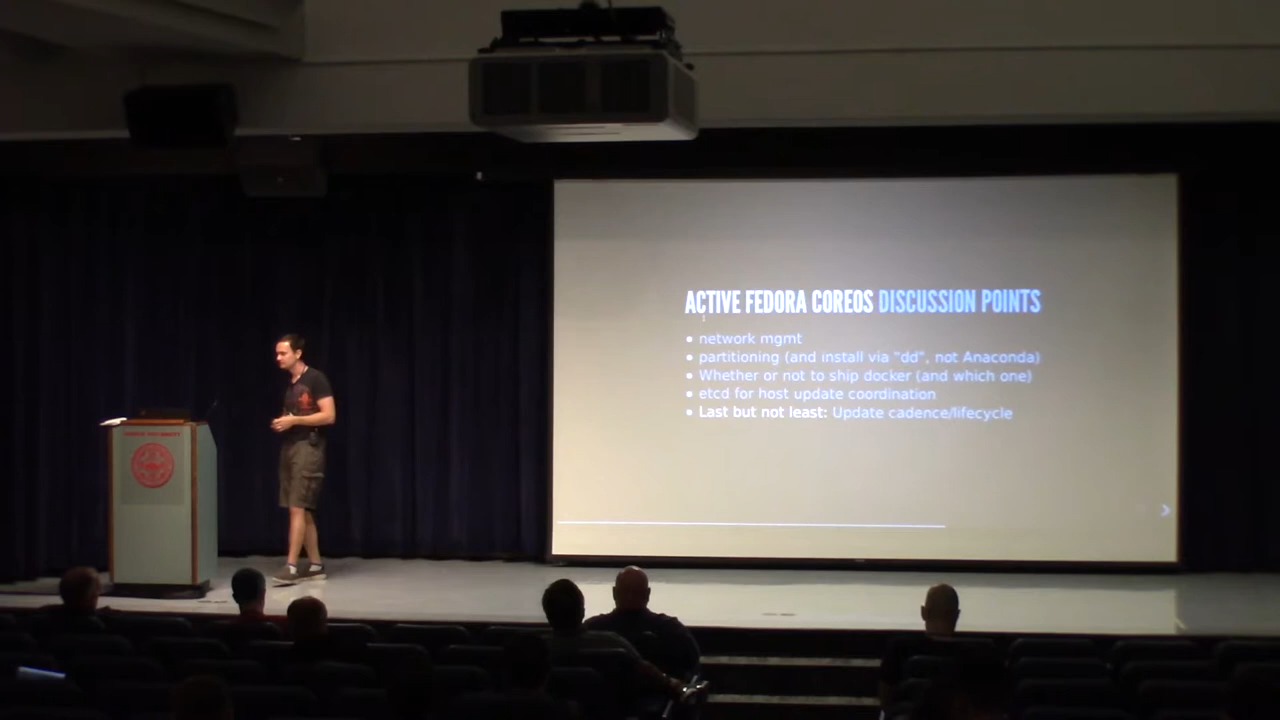 ACTIVE FEDORA COREOS DISCUSSION POINTS
• network mgmt
• partitioning (and install via "dd", not Anaconda)
• Whether or not to ship docker (and which one)
• etcd for host update coordination
• Last but not least: Update cadence/lifecycle